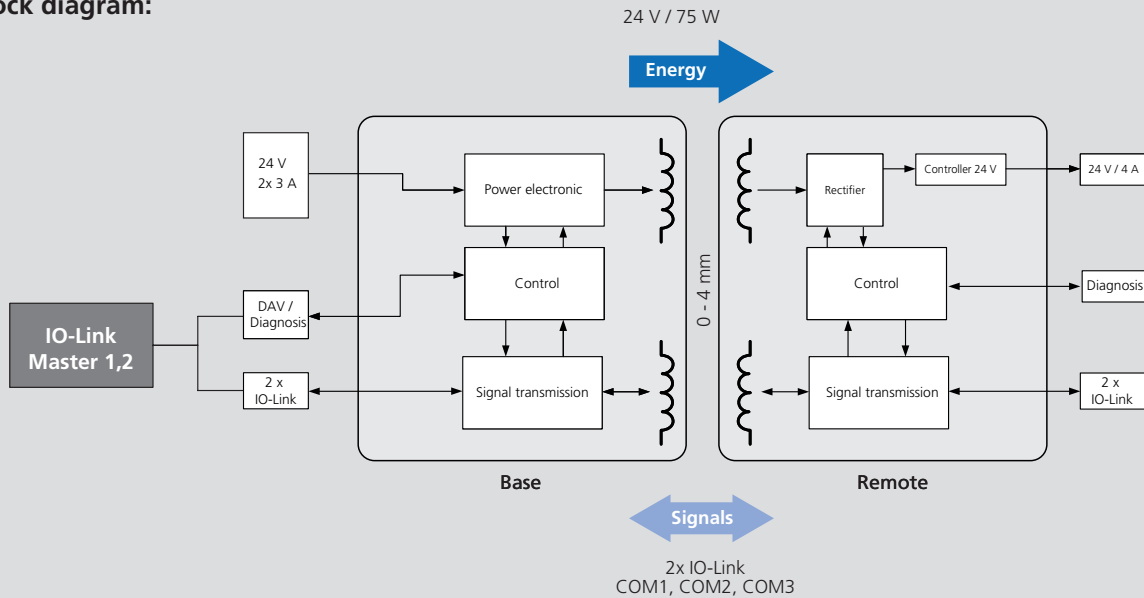 ock diagram:
24 V / 75 W
Energy
24 V
2x 3 A
Power electronic
Rectifier
Controller 24 V
24 V / 4 A
Control
0 - 4 mm
Control
Diagnosis
DAV /
Diagnosis
IO-Link
Master 1,2
2 x
IO-Link
Signal transmission
Signal transmission
2 x
IO-Link
Base
Remote
Signals
2x IO-Link
COM1, COM2, COM3